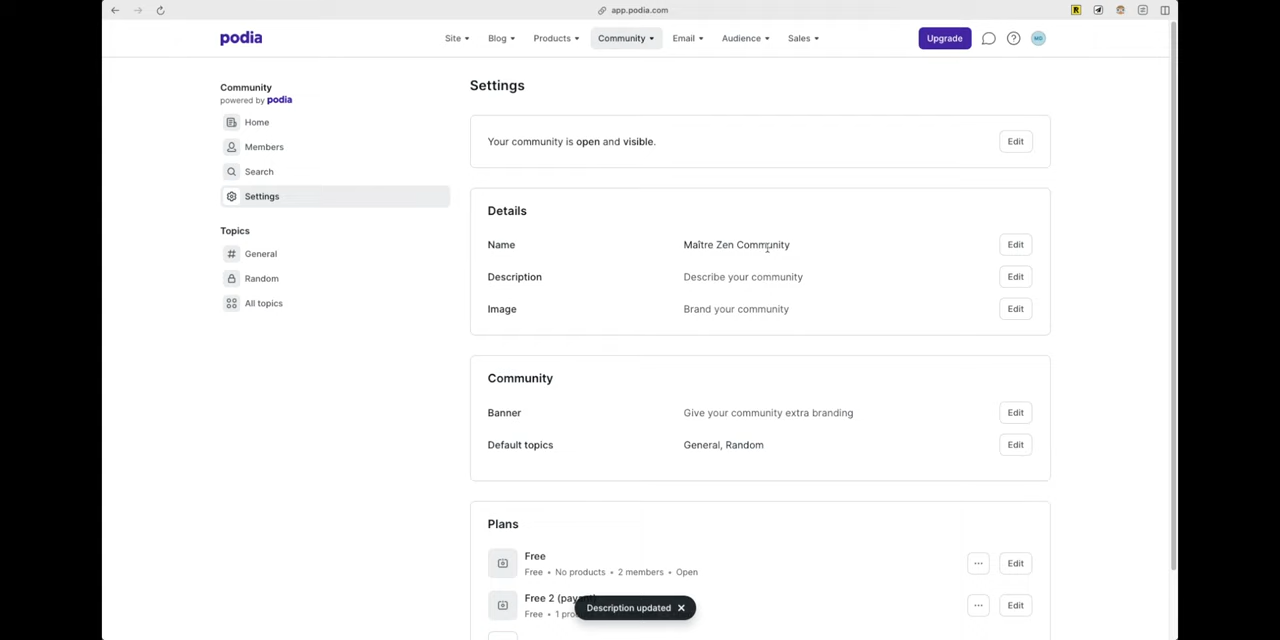 app.podia.com
podia
Site
Blog
Products
Community
Email
Audience
Sales
Upgrade
MG
Community
powered by podia
Home
Members
Search
Settings
Topics
General
Random
All topics
Settings
Your community is open and visible.
Edit
Details
Name
Maître Zen Community
Edit
Description
Describe your community
Edit
Image
Brand your community
Edit
Community
Banner
Give your community extra branding
Edit
Default topics
General, Random
Edit
Plans
Free
Free • No products • 2 members • Open
Edit
Free 2
Free • 1
Edit
Description updated